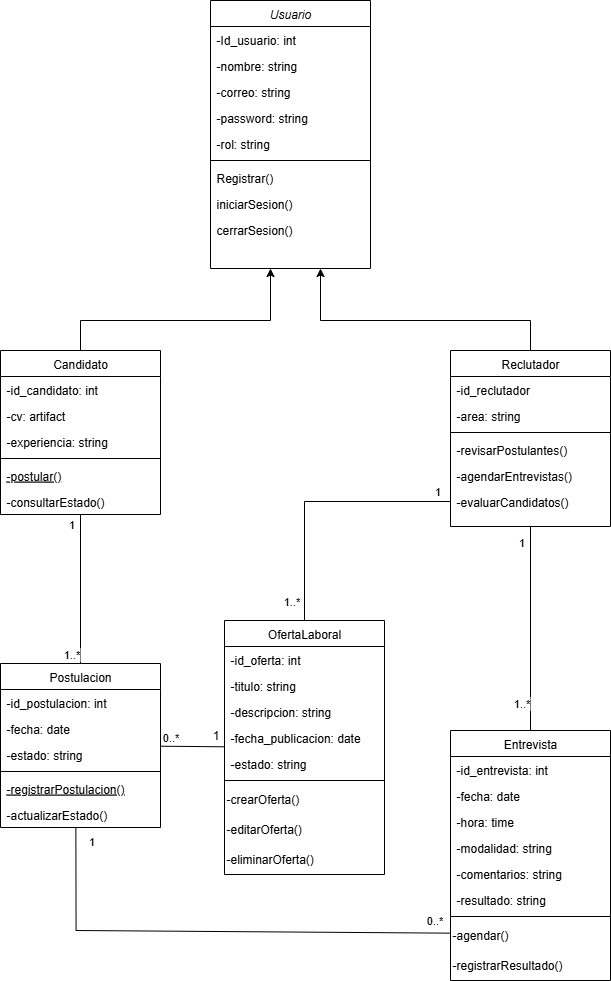 Usuario
-Id_usuario: int
-nombre: string
-correo: string
-password: string
-rol: string
Registrar()
iniciarSesion()
cerrarSesion()
Candidato
-id_candidato: int
-cv: artifact
-experiencia: string
-postular()
-consultarEstado()
1
1..*
Reclutador
-id_reclutador
-area: string
-revisarPostulantes()
-agendarEntrevistas()
-evaluarCandidatos()
1
1..*
1
1..*
OfertaLaboral
-id_oferta: int
-titulo: string
-descripcion: string
-fecha_publicacion: date
-estado: string
-crearOferta()
-editarOferta()
-eliminarOferta()
Postulacion
-id_postulacion: int
-fecha: date
-estado: string
-registrarPostulacion()
-actualizarEstado()
0..*
1
1
0..*
Entrevista
-id_entrevista: int
-fecha: date
-hora: time
-modalidad: string
-comentarios: string
-resultado: string
-agendar()
-registrarResultado()